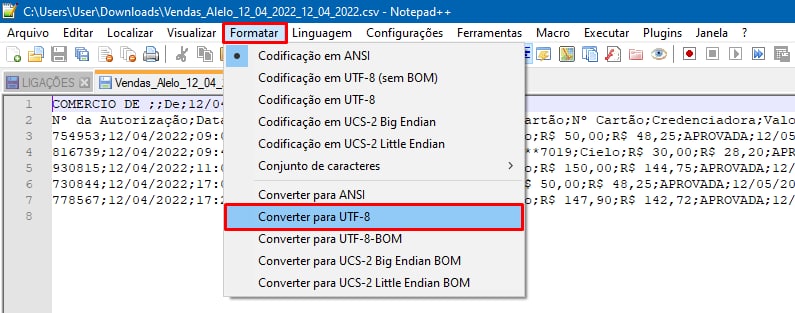 C:\Users\User\Downloads\Vendas_Alelo_12_04_2022_12_04_2022.csv - Notepad++
Arquivo Editar Localizar Visualizar Formatar Linguagem Configurações Ferramentas Macro Executar Plugins Janela ?
LIGAÇÕES Vendas_Alelo_12_04_2
Codificação em ANSI
Codificação em UTF-8 (sem BOM)
Codificação em UTF-8
Codificação em UCS-2 Big Endian
Codificação em UCS-2 Little Endian
Conjunto de caracteres
Converter para ANSI
Converter para UTF-8
Converter para UTF-8-BOM
Converter para UCS-2 Big Endian BOM
Converter para UCS-2 Little Endian BOM
1 COMERCIO DE ;;De;12/04
2 Nº da Autorização;Data artão;Nº Cartão;Credenciadora;Valo
3 754953;12/04/2022;09:0 o;R$ 50,00;R$ 48,25;APROVADA;12/05
4 816739;12/04/2022;09:4 **7019;Cielo;R$ 30,00;R$ 28,20;APR
5 930815;12/04/2022;11:0 o;R$ 150,00;R$ 144,75;APROVADA;12/
6 730844;12/04/2022;17:0 R$ 50,00;R$ 48,25;APROVADA;12/05/20
7 778567;12/04/2022;17:2 o;R$ 147,90;R$ 142,72;APROVADA;12/
8